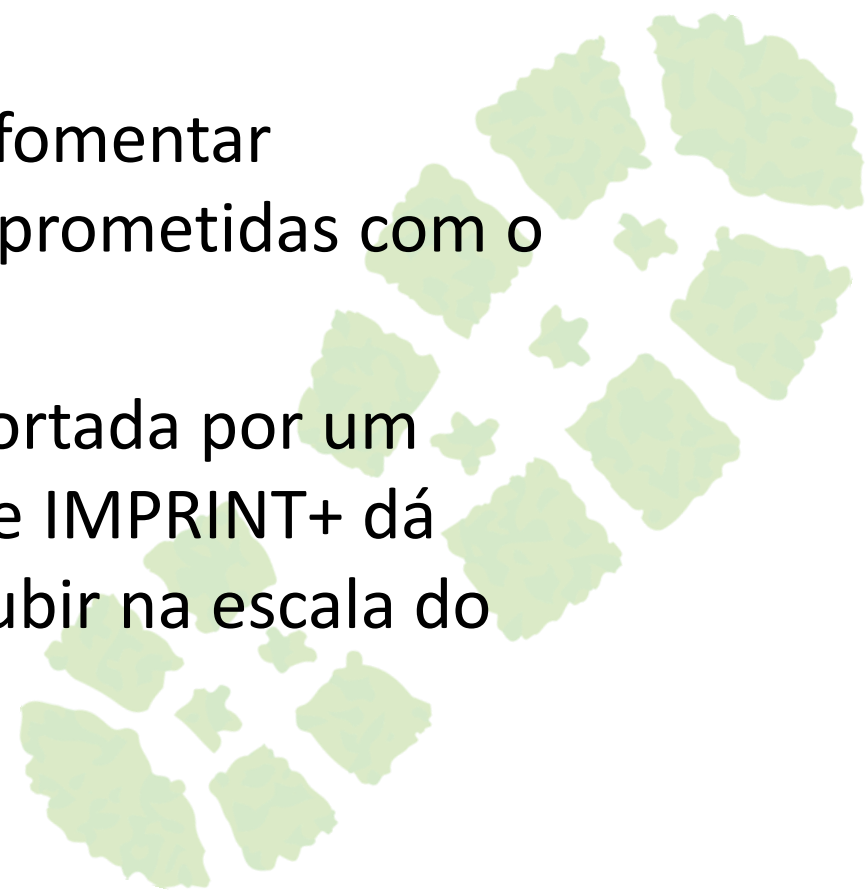 fomentar
prometidas com o
ortada por um
e IMPRINT+ dá
ubir na escala do